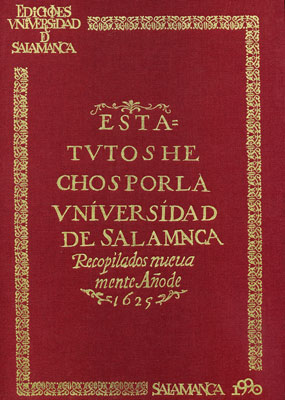 EDICIONES
VNIVERSIDAD
D
SALAMANCA
ESTA=
TVTOS HE
CHOS POR LA
VNIVERSIDAD
DE SALAMNCA
Recopilados nueua
mente Año de
1625
SALAMANCA 1990